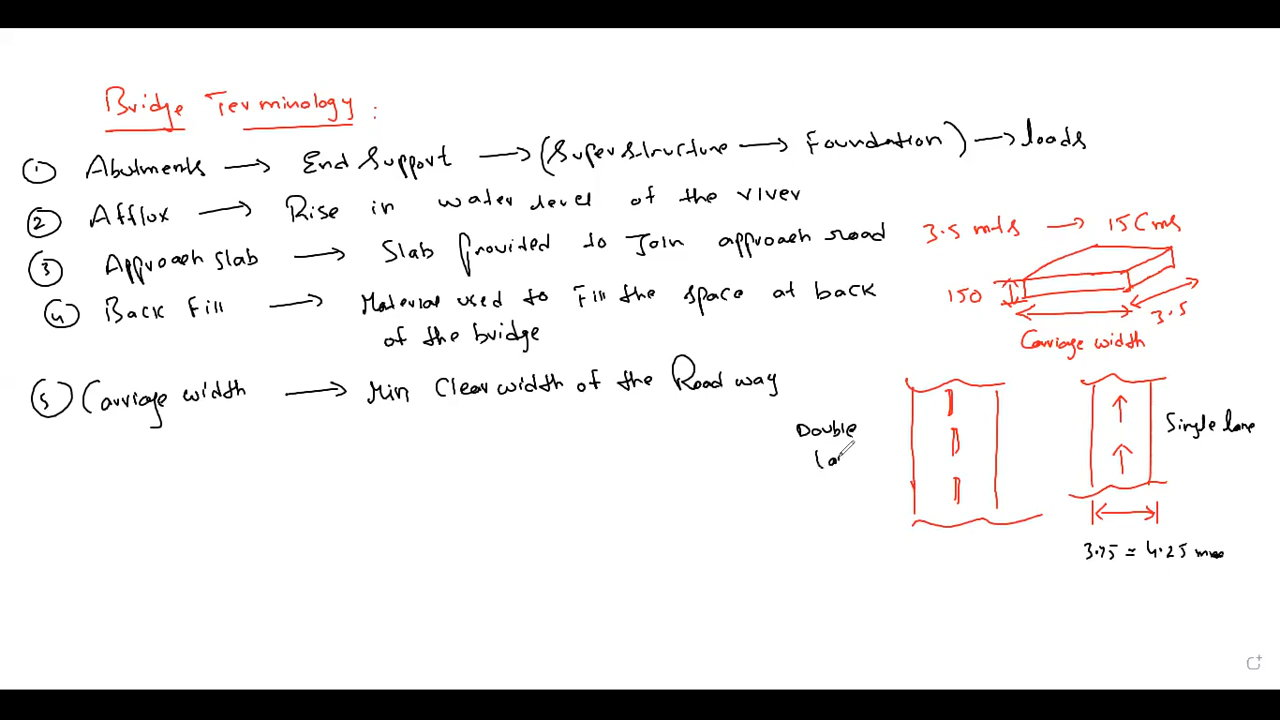 Bridge Terminology :
① Abutments → End Support → (Superstructure → Foundation) → loads
② Afflux → Rise in water level of the river
③ Approach slab → Slab provided to Join approach road
④ Back Fill → Material used to Fill the space at back
of the bridge
⑤ Carriage width → Min Clear width of the Road way
3.5 mts → 15 Cms
150
3.5
Carriage width
Double
la
Single lane
3.75 = 4.25